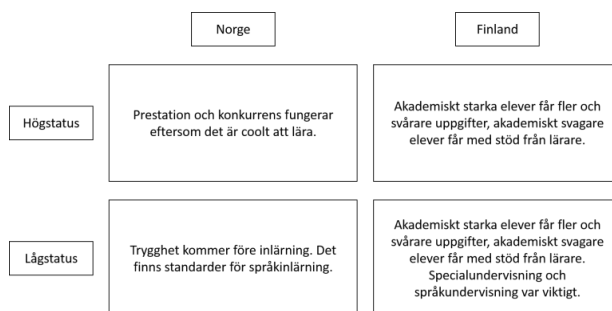 Norge
Finland
Högstatus
Prestation och konkurrens fungerar
eftersom det är coolt att lära.
Akademiskt starka elever får fler och
svårare uppgifter, akademiskt svagare
elever får med stöd från lärare.
Lågstatus
Trygghet kommer före inlärning. Det
finns standarder för språkinlärning.
Akademiskt starka elever får fler och
svårare uppgifter, akademiskt svagare
elever får med stöd från lärare.
Specialundervisning och
språkundervisning var viktigt.